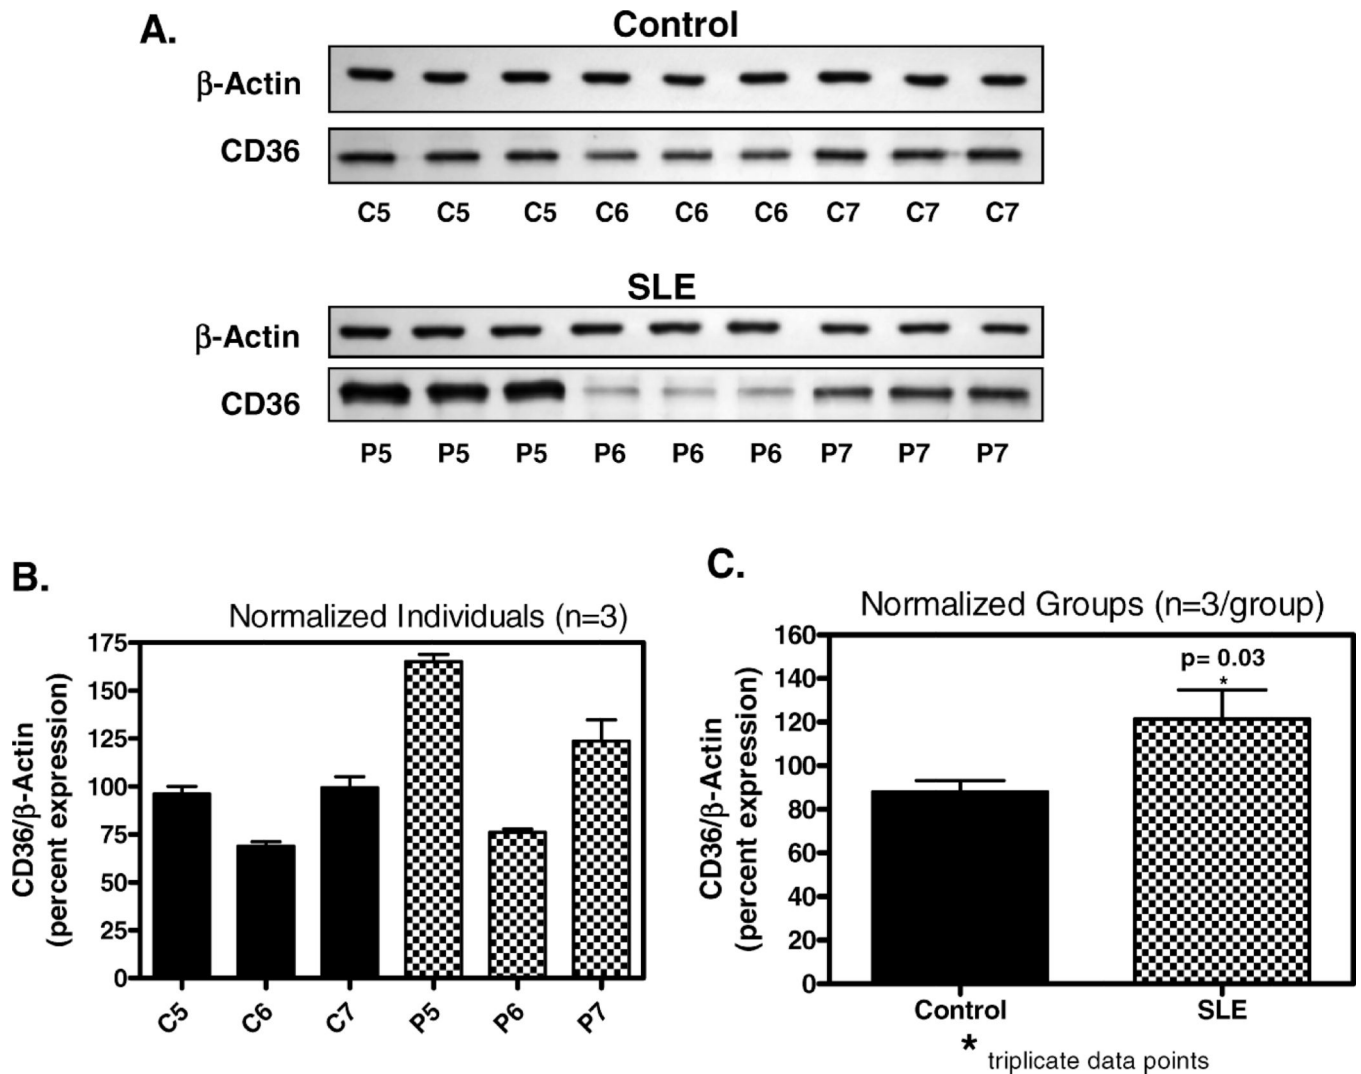 A.
Control
β-Actin
CD36
C5 C5 C5 C6 C6 C6 C7 C7 C7
SLE
β-Actin
CD36
P5 P5 P5 P6 P6 P6 P7 P7 P7
B.
Normalized Individuals (n=3)
CD36/β-Actin
(percent expression)
175
150
125
100
75
50
25
0
C5 C6 C7 P5 P6 P7
C.
Normalized Groups (n=3/group)
CD36/β-Actin
(percent expression)
160
140
120
100
80
60
40
20
0
p= 0.03
*
Control SLE
* triplicate data points